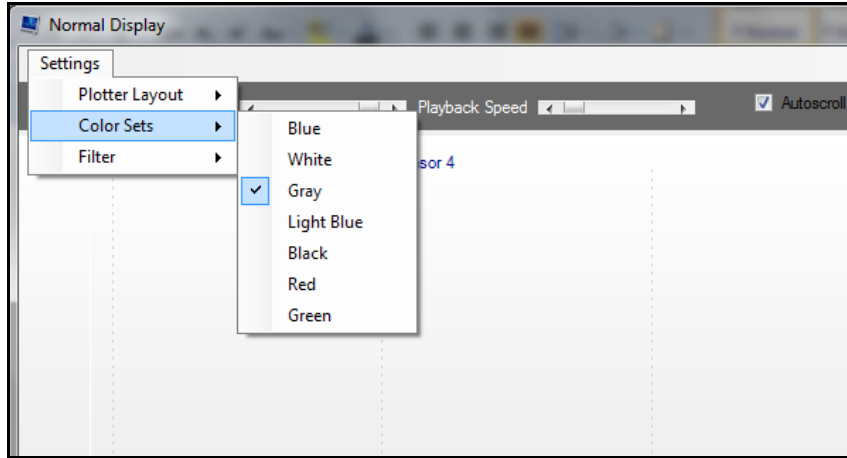 Normal Display
Settings
Plotter Layout
Playback Speed
Autoscroll
Color Sets
Filter
Blue
White
sor 4
Gray
Light Blue
Black
Red
Green